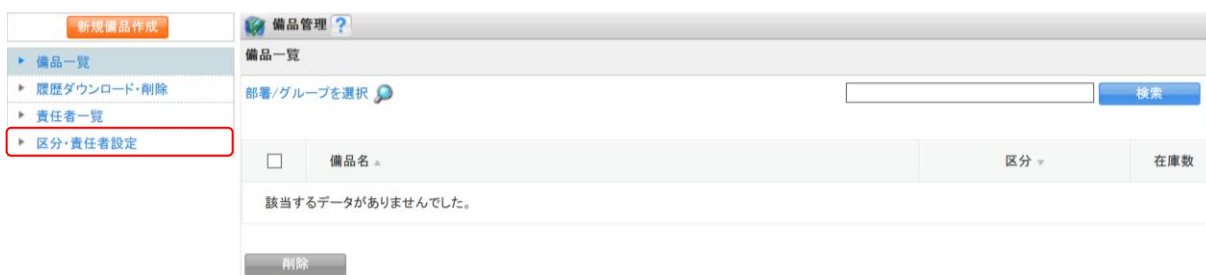 新規備品作成
備品一覧
履歴ダウンロード・削除
責任者一覧
区分・責任者設定
備品管理 ?
備品一覧
部署/グループを選択
検索
備品名 区分 在庫数
該当するデータがありませんでした。
削除